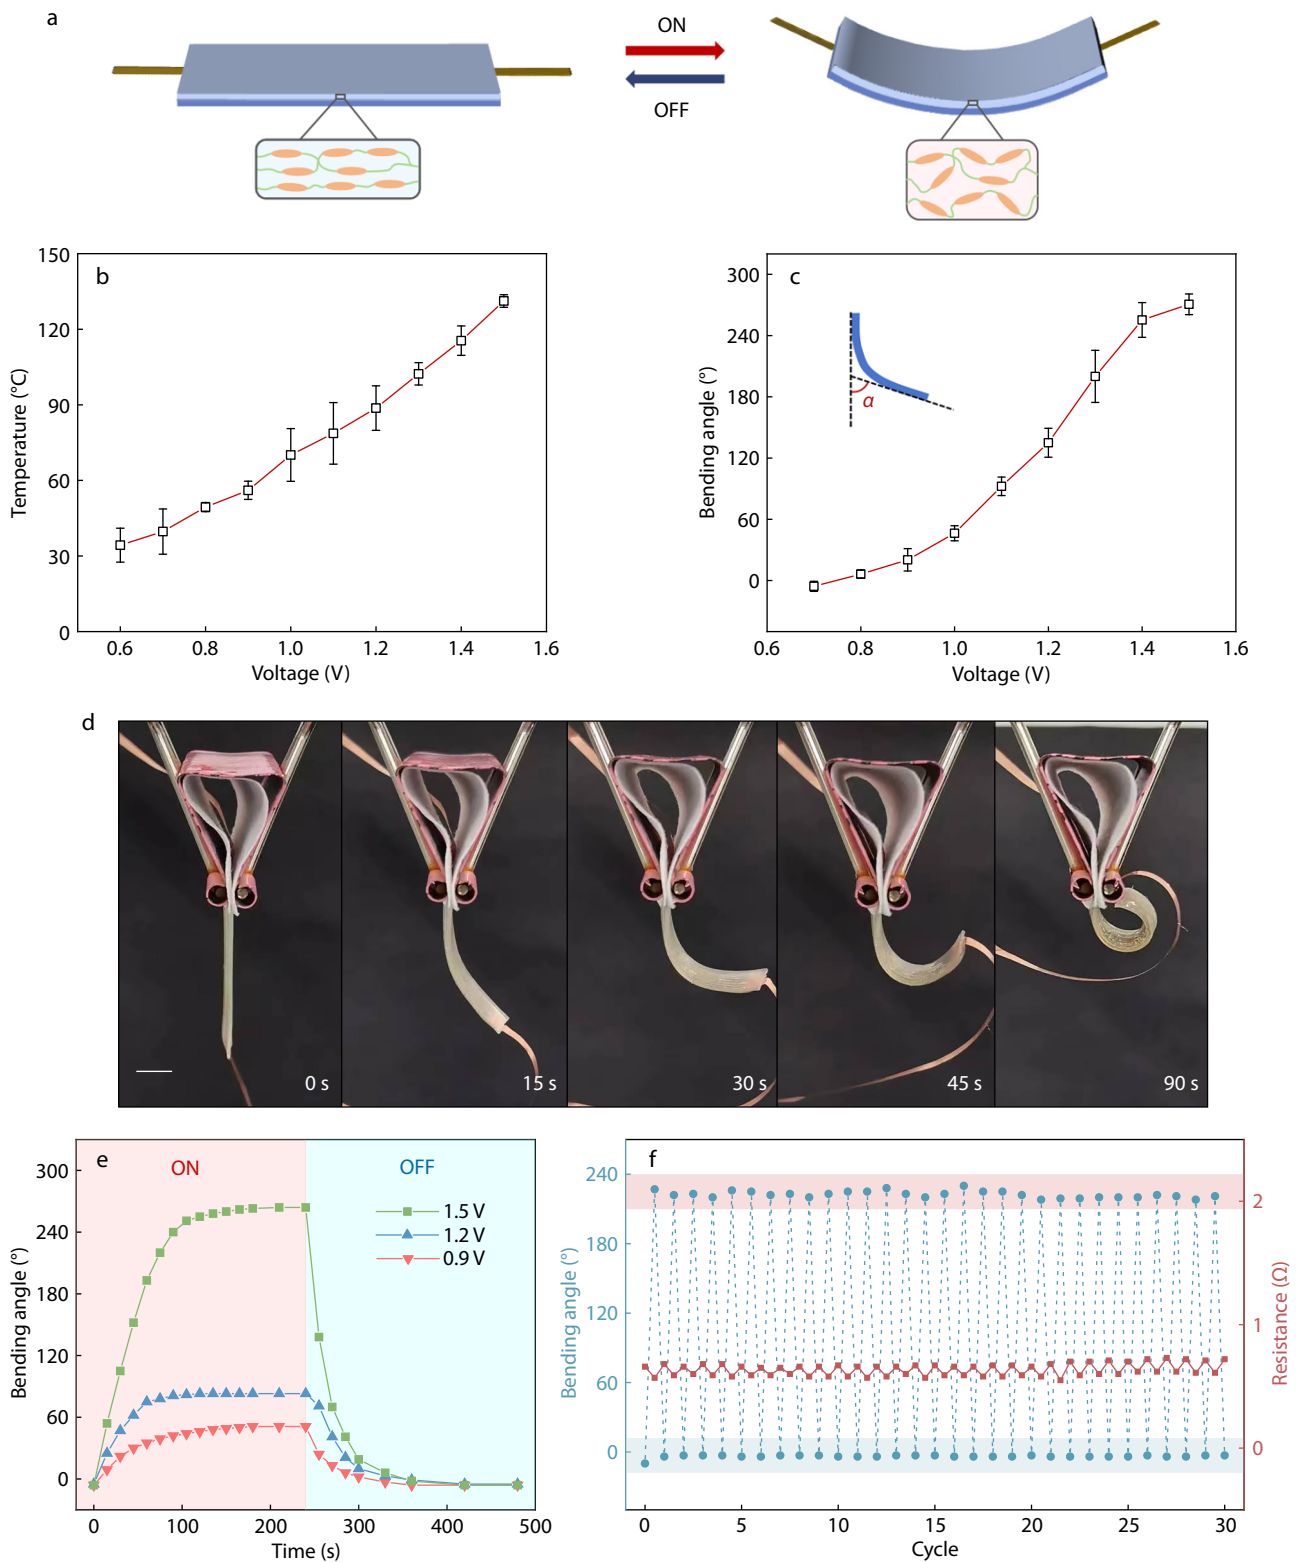 a
ON
OFF
b
150
120
90
60
30
0
Temperature (°C)
0.6
0.8
1.0
1.2
1.4
1.6
Voltage (V)
c
300
240
180
120
60
0
Bending angle (°)
α
0.6
0.8
1.0
1.2
1.4
1.6
Voltage (V)
d
0 s
15 s
30 s
45 s
90 s
e
ON
OFF
1.5 V
1.2 V
0.9 V
300
240
180
120
60
0
Bending angle (°)
0
100
200
300
400
500
Time (s)
f
240
180
120
60
0
Bending angle (°)
2
1
0
Resistance (Ω)
0
5
10
15
20
25
30
Cycle